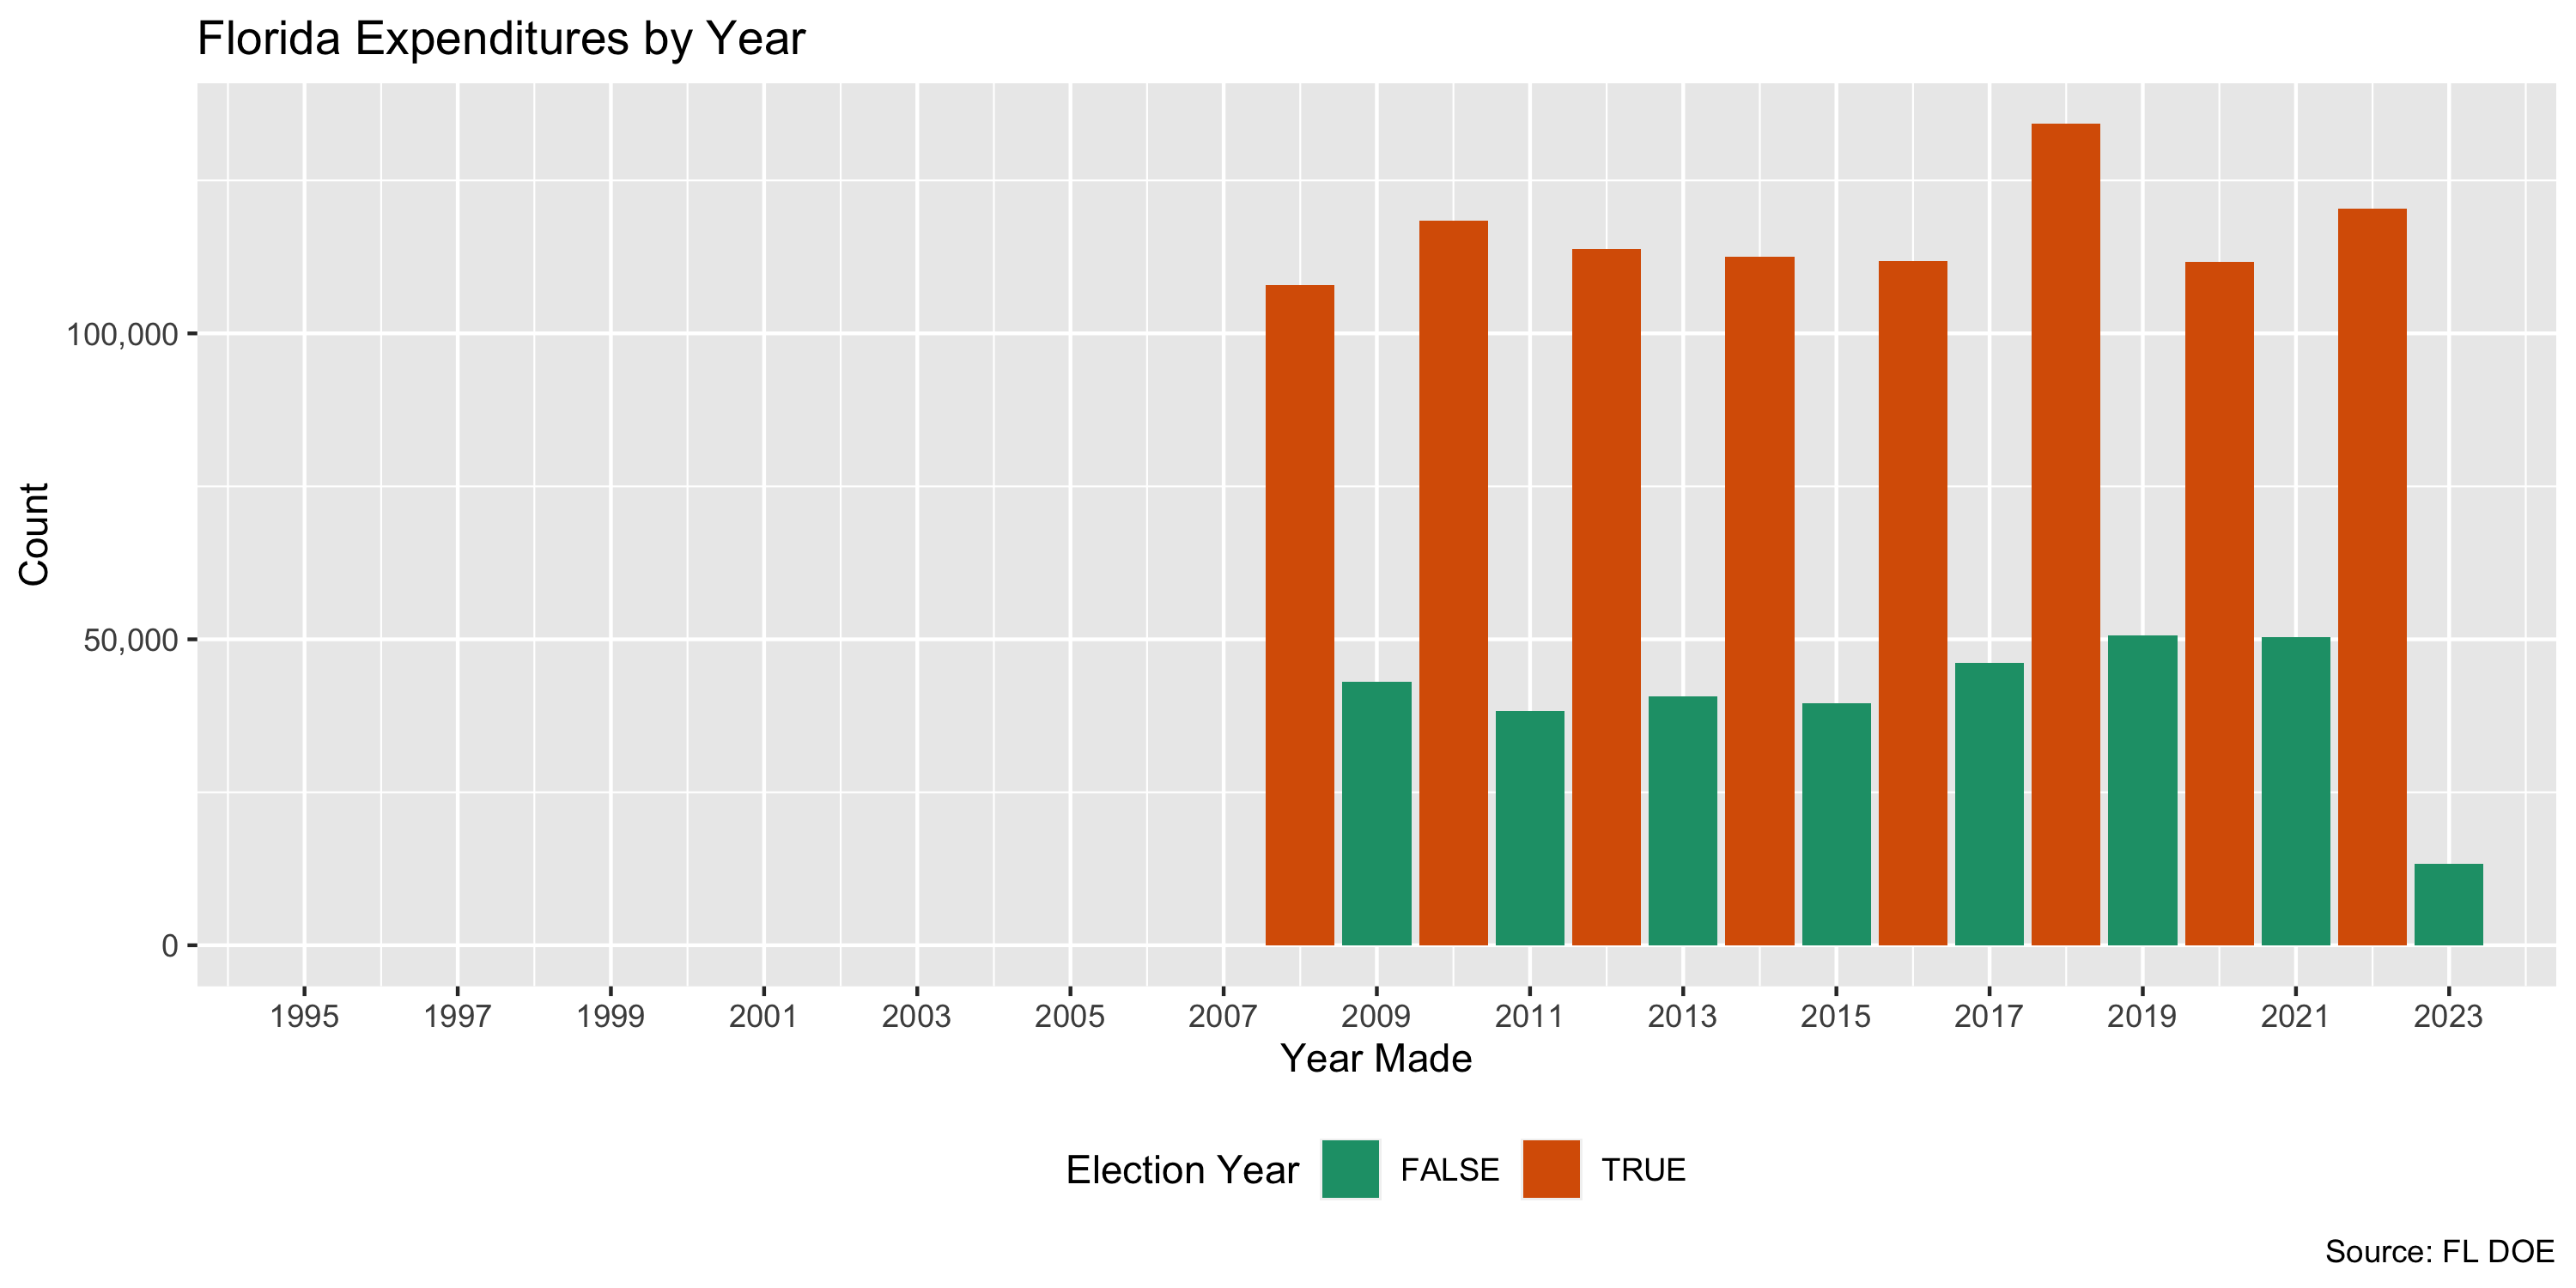 Florida Expenditures by Year
Count
100,000
50,000
0
1995 1997 1999 2001 2003 2005 2007 2009 2011 2013 2015 2017 2019 2021 2023
Year Made
Election Year FALSE TRUE
Source: FL DOE